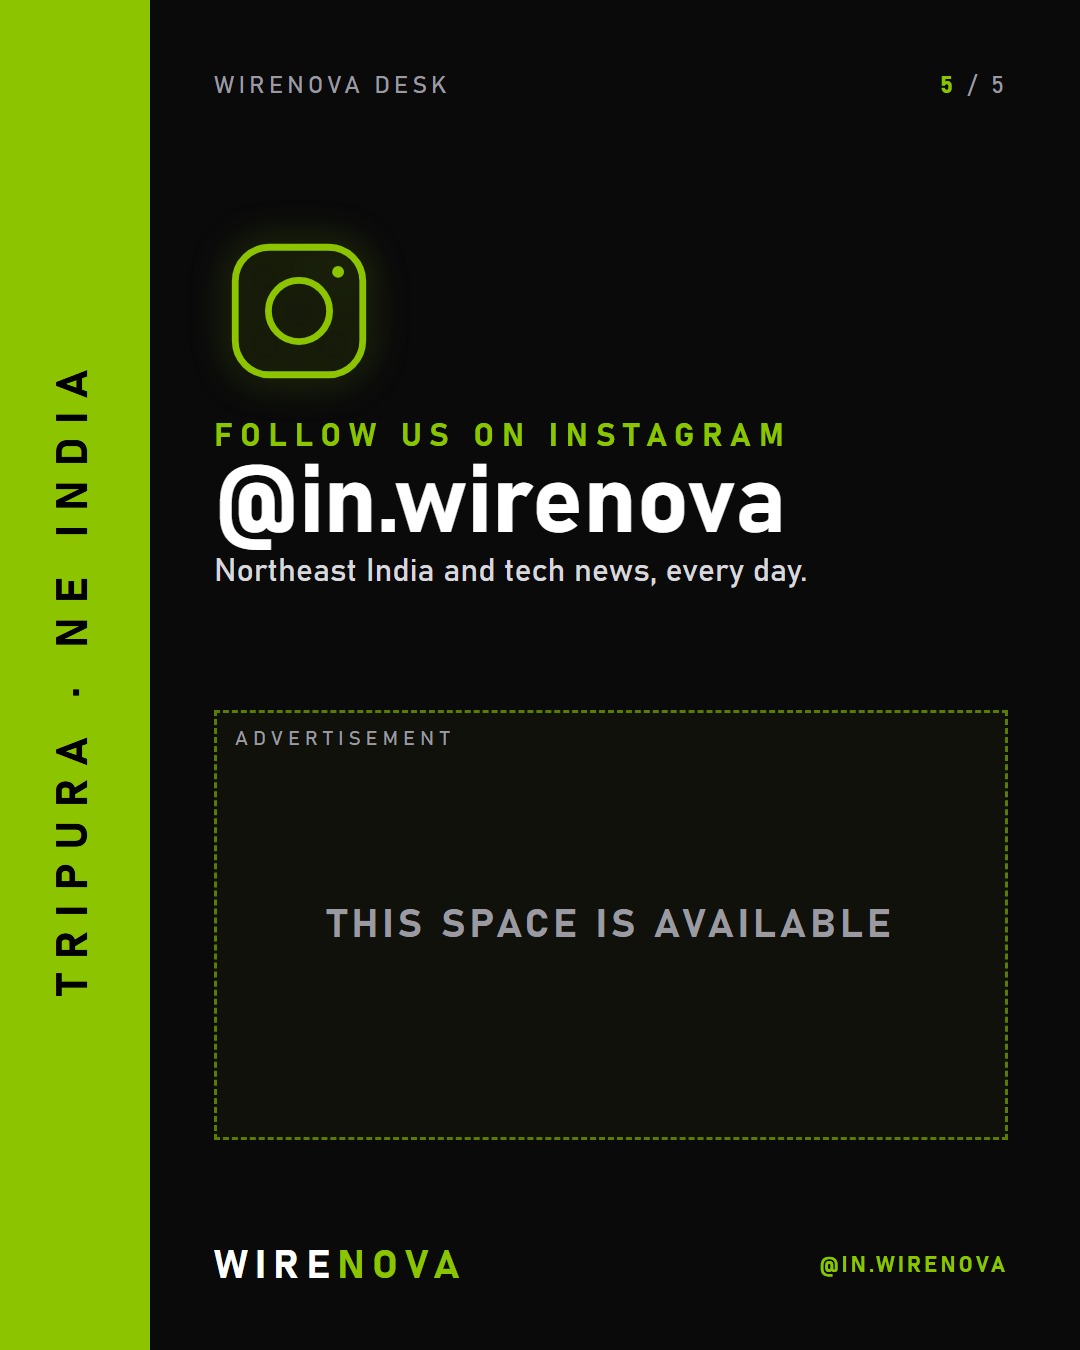 WIRENOVA DESK
5 / 5
TRIPURA · NE INDIA
FOLLOW US ON INSTAGRAM
@in.wirenova
Northeast India and tech news, every day.
ADVERTISEMENT
THIS SPACE IS AVAILABLE
WIRENOVA
@IN.WIRENOVA